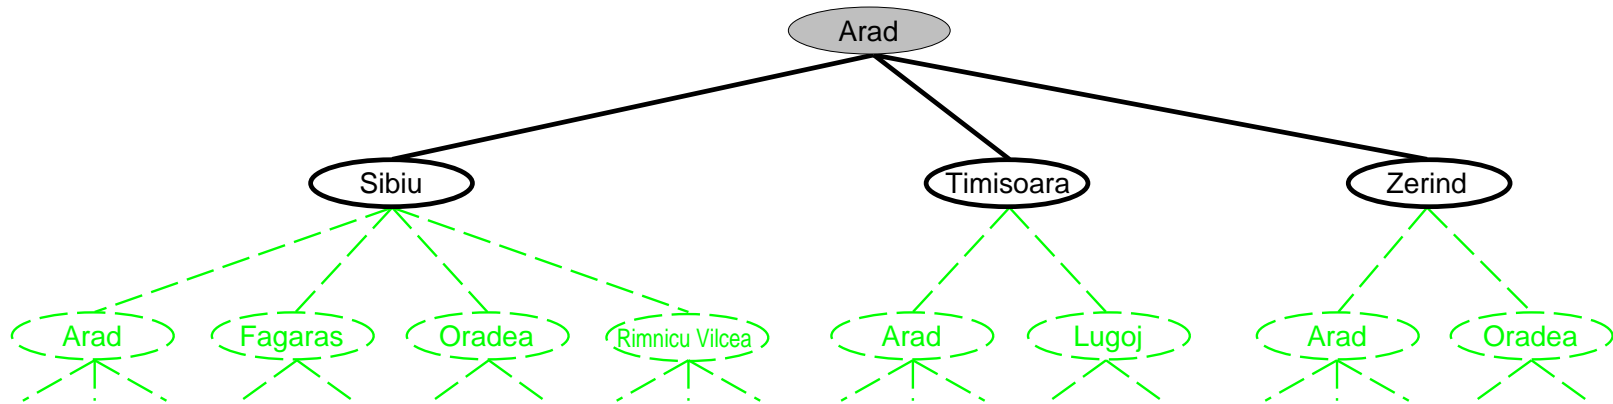 Arad
Sibiu
Timisoara
Zerind
Arad
Fagaras
Oradea
Rimnicu Vilcea
Arad
Lugoj
Arad
Oradea